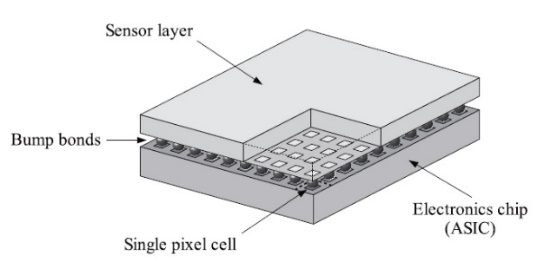 Sensor layer
Bump bonds
Single pixel cell
Electronics chip
(ASIC)